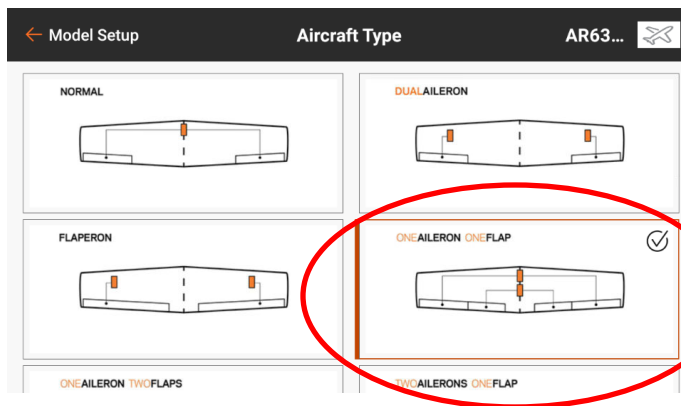 ← Model Setup Aircraft Type AR63...
NORMAL DUALAILERON
FLAPERON ONEAILERON ONEFLAP
ONEAILERON TWOFLAPS TWOAILERONS ONEFLAP